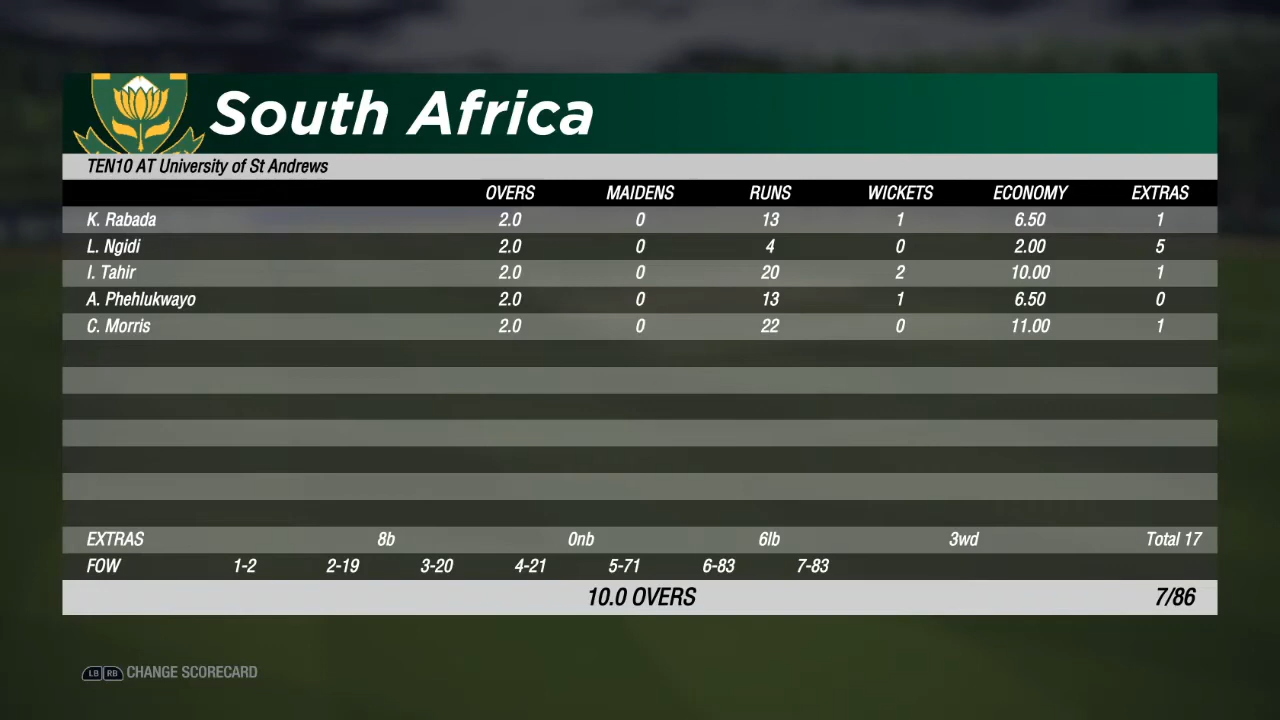 South Africa
TEN10 AT University of St Andrews
OVERS MAIDENS RUNS WICKETS ECONOMY EXTRAS
K. Rabada 2.0 0 13 1 6.50 1
L. Ngidi 2.0 0 4 0 2.00 5
I. Tahir 2.0 0 20 2 10.00 1
A. Phehlukwayo 2.0 0 13 1 6.50 0
C. Morris 2.0 0 22 0 11.00 1
EXTRAS 8b 0nb 6lb 3wd Total 17
FOW 1-2 2-19 3-20 4-21 5-71 6-83 7-83
10.0 OVERS 7/86
LB RB CHANGE SCORECARD